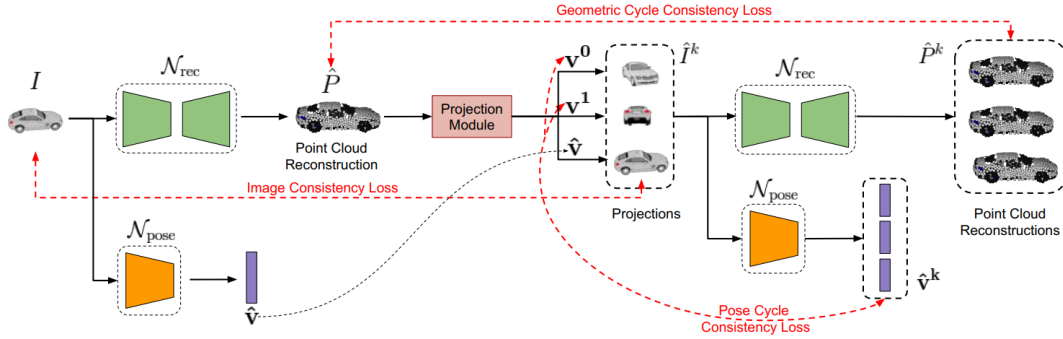 Geometric Cycle Consistency Loss
I
𝒩_rec
P̂
v⁰
Î^k
𝒩_rec
P̂^k
v¹
Projection
Module
v̂
Point Cloud
Reconstruction
Image Consistency Loss
Projections
𝒩_pose
𝒩_pose
Point Cloud
Reconstructions
v̂
v̂^k
Pose Cycle
Consistency Loss